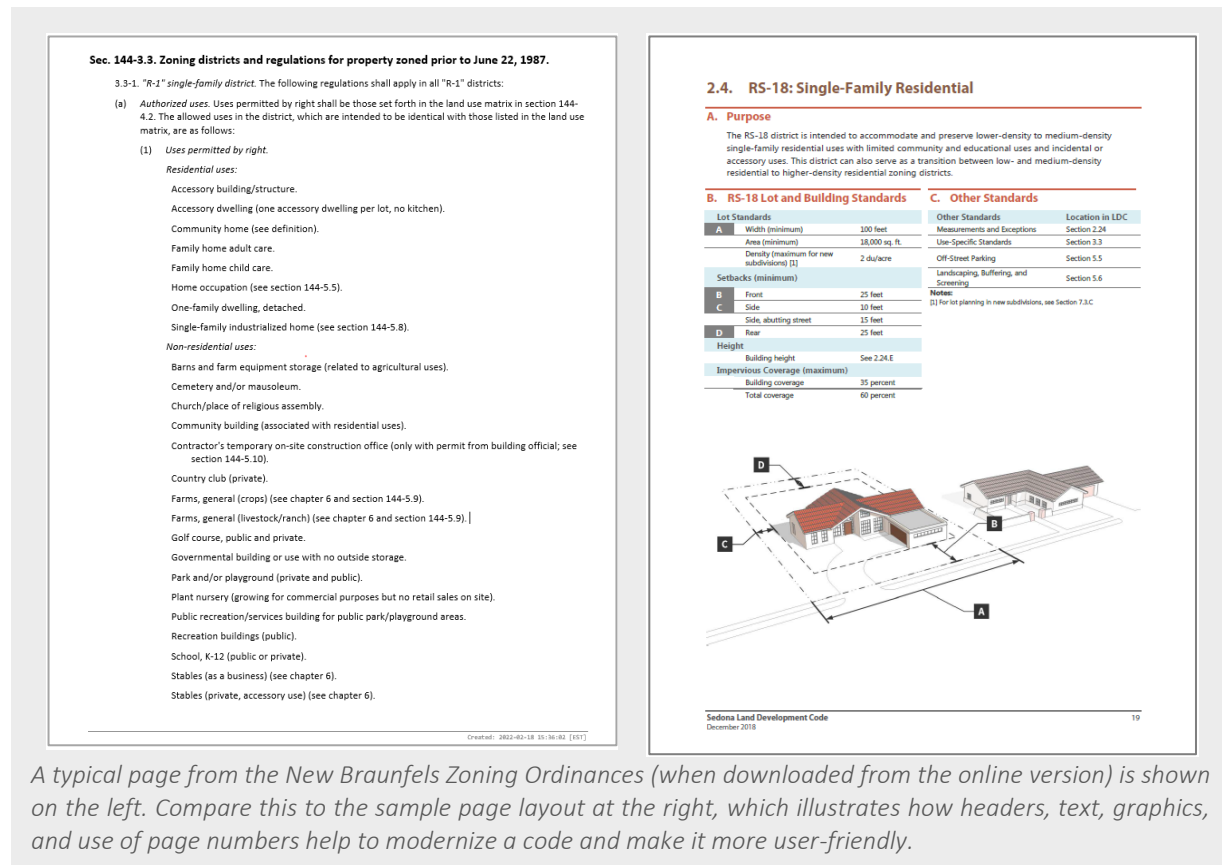 Sec. 144-3.3. Zoning districts and regulations for property zoned prior to June 22, 1987.
3.3-1. "R-1" single-family district. The following regulations shall apply in all "R-1" districts:
(a) Authorized uses. Uses permitted by right shall be those set forth in the land use matrix in section 144-
4.2. The allowed uses in the district, which are intended to be identical with those listed in the land use
matrix, are as follows:
(1) Uses permitted by right.
Residential uses:
Accessory building/structure.
Accessory dwelling (one accessory dwelling per lot, no kitchen).
Community home (see definition).
Family home adult care.
Family home child care.
Home occupation (see section 144-5.5).
One-family dwelling, detached.
Single-family industrialized home (see section 144-5.8).
Non-residential uses:
Barns and farm equipment storage (related to agricultural uses).
Cemetery and/or mausoleum.
Church/place of religious assembly.
Community building (associated with residential uses).
Contractor's temporary on-site construction office (only with permit from building official; see
section 144-5.10).
Country club (private).
Farms, general (crops) (see chapter 6 and section 144-5.9).
Farms, general (livestock/ranch) (see chapter 6 and section 144-5.9).
Golf course, public and private.
Governmental building or use with no outside storage.
Park and/or playground (private and public).
Plant nursery (growing for commercial purposes but no retail sales on site).
Public recreation/services building for public park/playground areas.
Recreation buildings (public).
School, K-12 (public or private).
Stables (as a business) (see chapter 6).
Stables (private, accessory use) (see chapter 6).
Created: 2022-02-18 15:36:02 [EST]
2.4. RS-18: Single-Family Residential
A. Purpose
The RS-18 district is intended to accommodate and preserve lower-density to medium-density
single-family residential uses with limited community and educational uses and incidental or
accessory uses. This district can also serve as a transition between low- and medium-density
residential to higher-density residential zoning districts.
B. RS-18 Lot and Building Standards
Lot Standards
A Width (minimum) 100 feet
Area (minimum) 18,000 sq. ft.
Density (maximum for new
subdivisions) [1] 2 du/acre
Setbacks (minimum)
B Front 25 feet
C Side 10 feet
Side, abutting street 15 feet
D Rear 25 feet
Height
Building height See 2.24.E
Impervious Coverage (maximum)
Building coverage 35 percent
Total coverage 60 percent
C. Other Standards
Other Standards Location in LDC
Measurements and Exceptions Section 2.24
Use-Specific Standards Section 3.3
Off-Street Parking Section 5.5
Landscaping, Buffering, and
Screening Section 5.6
Notes:
[1] For lot planning in new subdivisions, see Section 7.3.C
D
B
C
A
Sedona Land Development Code 19
December 2018
A typical page from the New Braunfels Zoning Ordinances (when downloaded from the online version) is shown
on the left. Compare this to the sample page layout at the right, which illustrates how headers, text, graphics,
and use of page numbers help to modernize a code and make it more user-friendly.